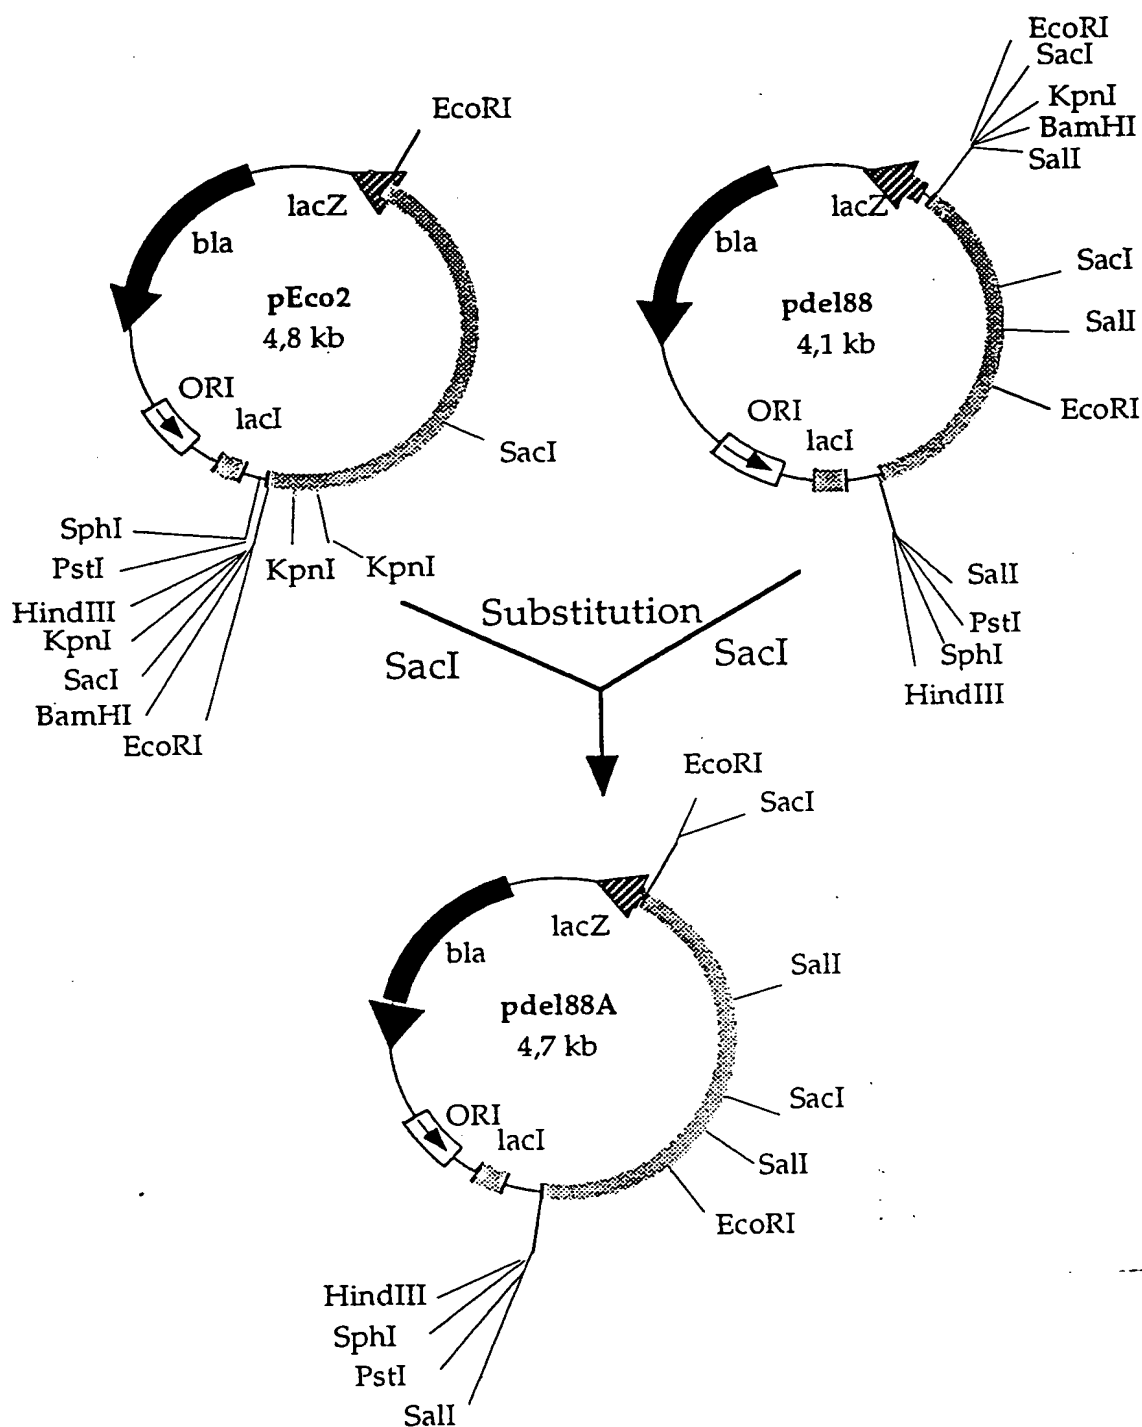 EcoRI
lacZ
bla
pEco2
4,8 kb
ORI
lacI
SacI
SphI
PstI
HindIII
KpnI
SacI
BamHI
EcoRI
KpnI
KpnI
EcoRI
SacI
KpnI
BamHI
SalI
lacZ
bla
pdel88
4,1 kb
SacI
SalI
EcoRI
ORI
lacI
SalI
PstI
SphI
HindIII
Substitution
SacI
SacI
EcoRI
SacI
lacZ
bla
SalI
pdel88A
4,7 kb
SacI
ORI
lacI
SalI
EcoRI
HindIII
SphI
PstI
SalI